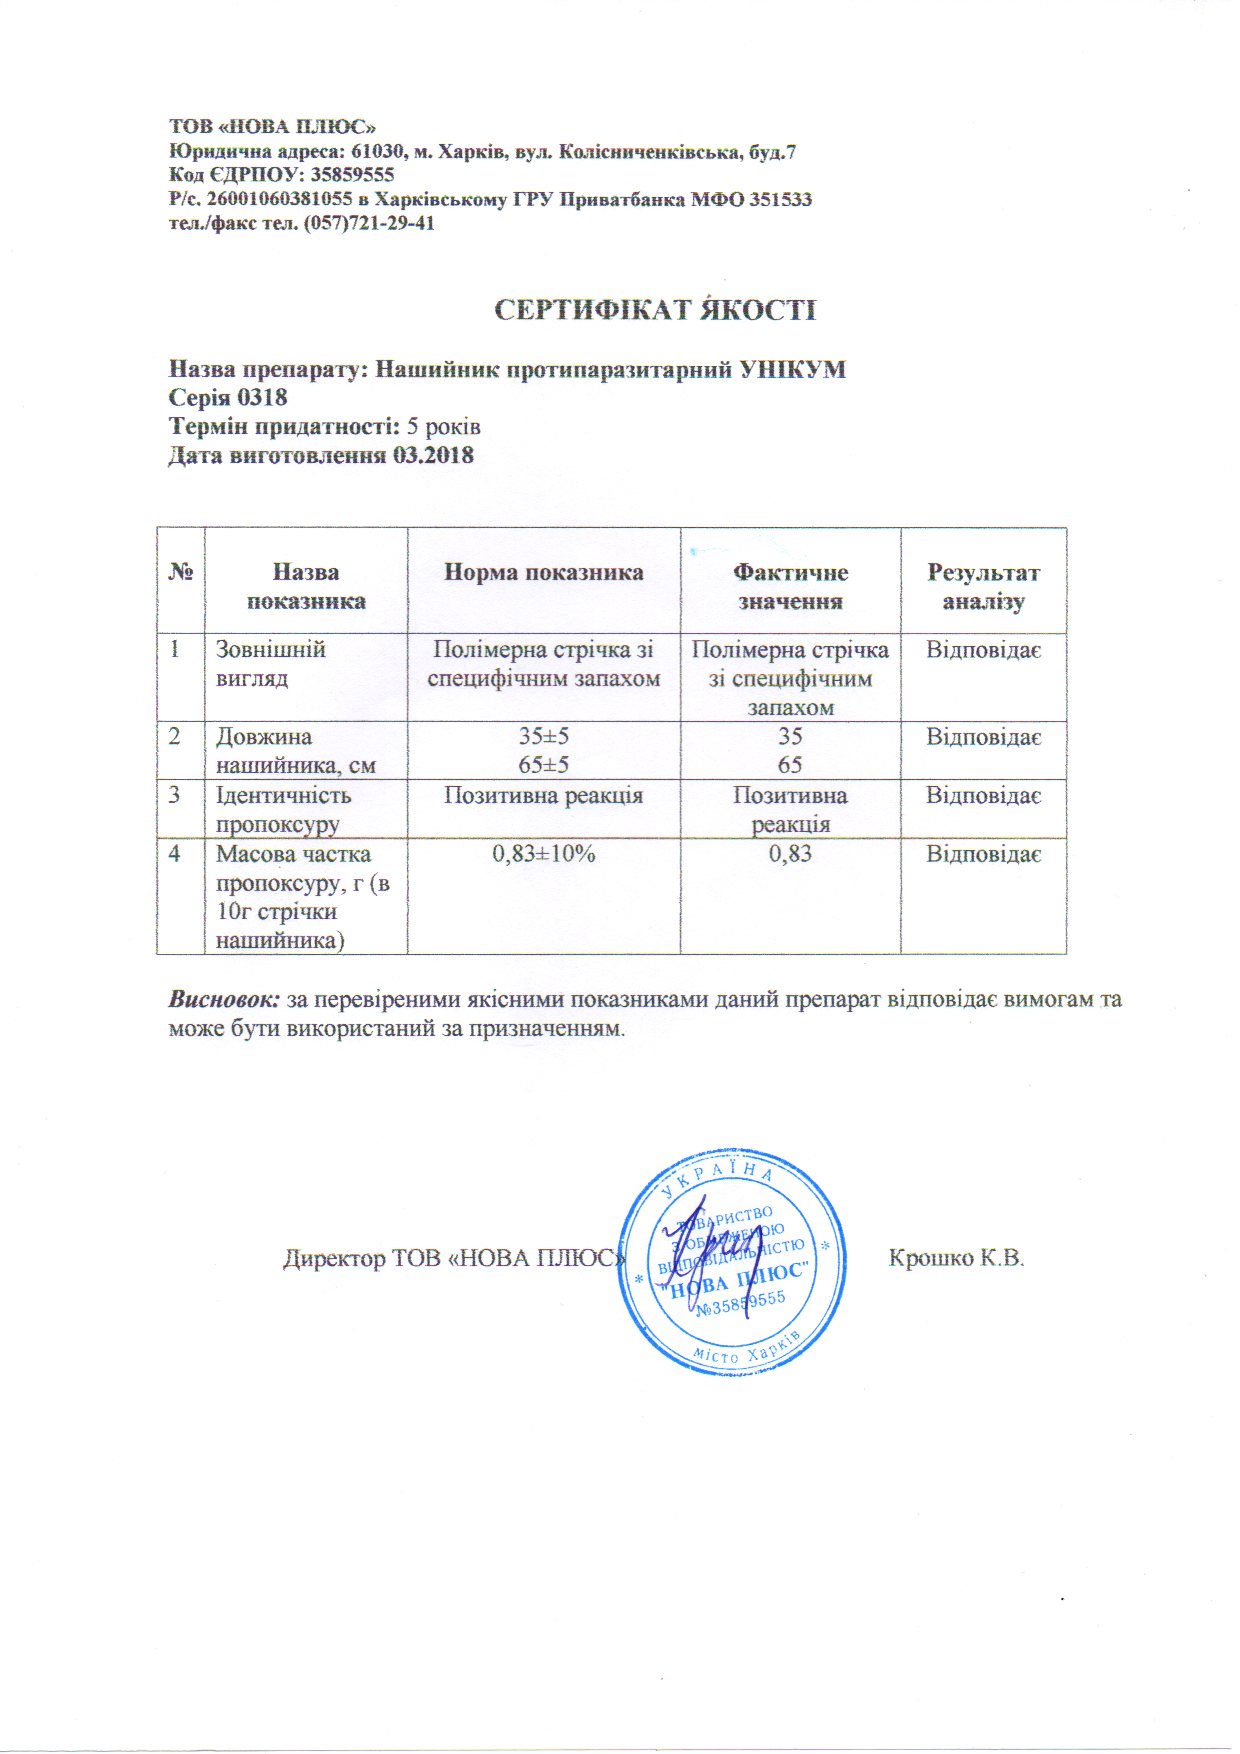 ТОВ «НОВА ПЛЮС»
Юридична адреса: 61030, м. Харків, вул. Колісниченківська, буд.7
Код ЄДРПОУ: 35859555
Р/с. 26001060381055 в Харківському ГРУ Приватбанка МФО 351533
тел./факс тел. (057)721-29-41
СЕРТИФІКАТ ЯКОСТІ
Назва препарату: Нашийник протипаразитарний УНІКУМ
Серія 0318
Термін придатності: 5 років
Дата виготовлення 03.2018
№ Назва Норма показника Фактичне Результат
показника значення аналізу
1 Зовнішній Полімерна стрічка зі Полімерна стрічка Відповідає
вигляд специфічним запахом зі специфічним
запахом
2 Довжина 35±5 35 Відповідає
нашийника, см 65±5 65
3 Ідентичність Позитивна реакція Позитивна Відповідає
пропоксуру реакція
4 Масова частка 0,83±10% 0,83 Відповідає
пропоксуру, г (в
10г стрічки
нашийника)
Висновок: за перевіреними якісними показниками даний препарат відповідає вимогам та
може бути використаний за призначенням.
Директор ТОВ «НОВА ПЛЮС» Крошко К.В.
УКРАЇНА
ТОВАРИСТВО
З ОБМЕЖЕНОЮ
ВІДПОВІДАЛЬНІСТЮ
"НОВА ПЛЮС"
№35859555
місто Харків